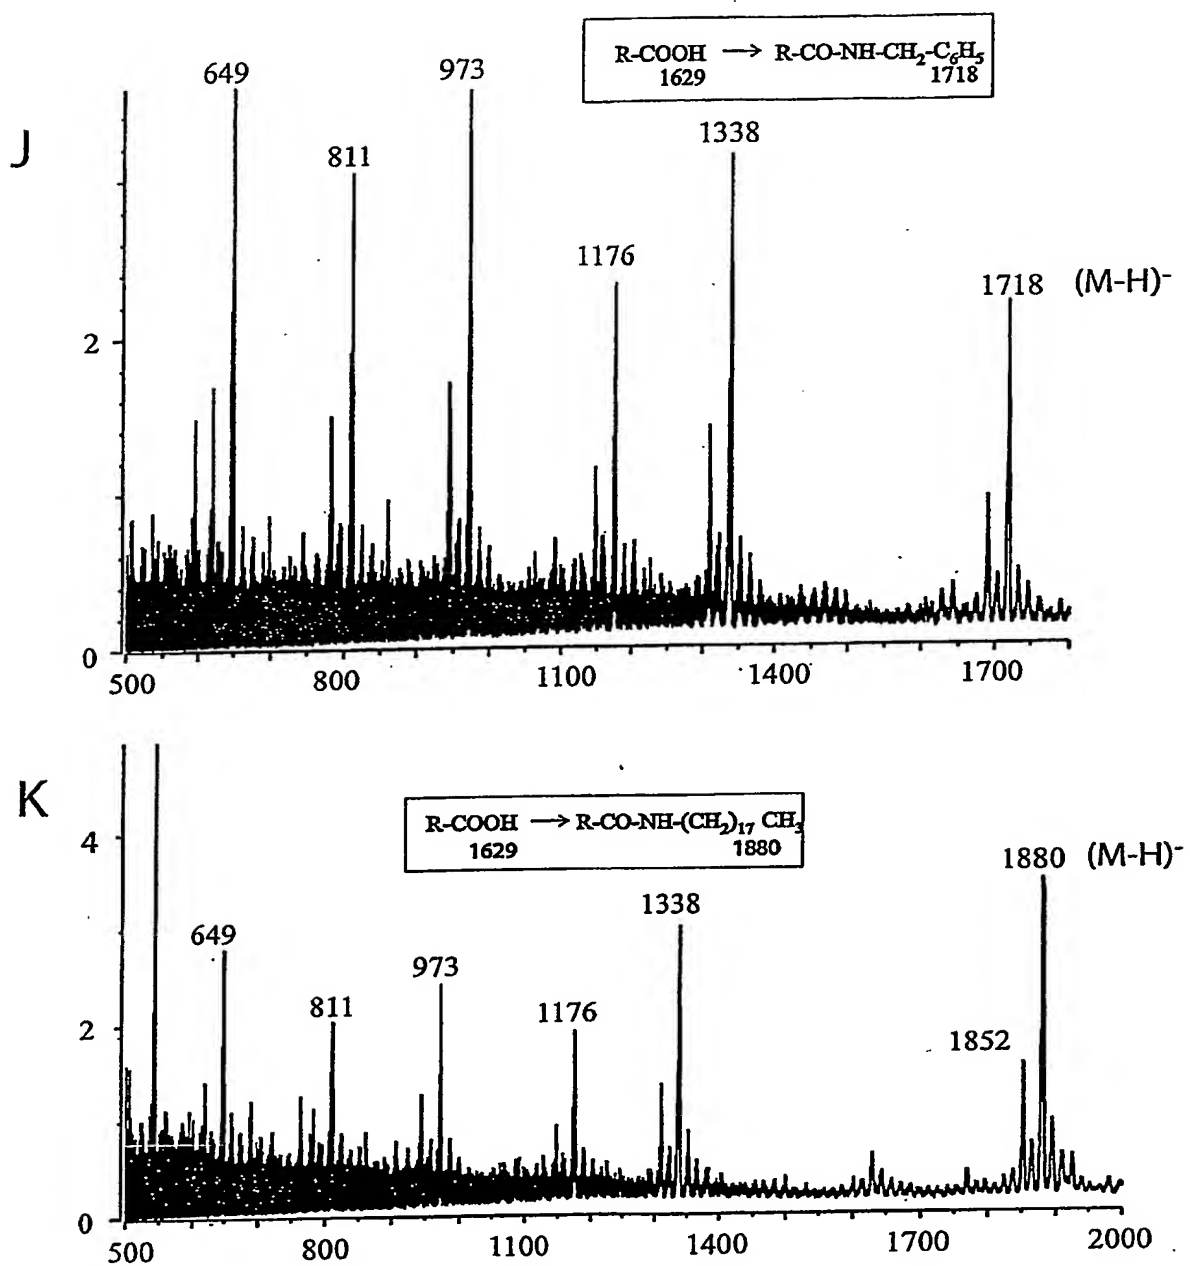 R-COOH → R-CO-NH-CH₂-C₆H₅
1629 1718
J
649
973
811
1338
1176
1718 (M-H)⁻
2
0
500 800 1100 1400 1700
K
R-COOH → R-CO-NH-(CH₂)₁₇ CH₃
1629 1880
4
1880 (M-H)⁻
1338
649
973
811
1176
1852
2
0
500 800 1100 1400 1700 2000